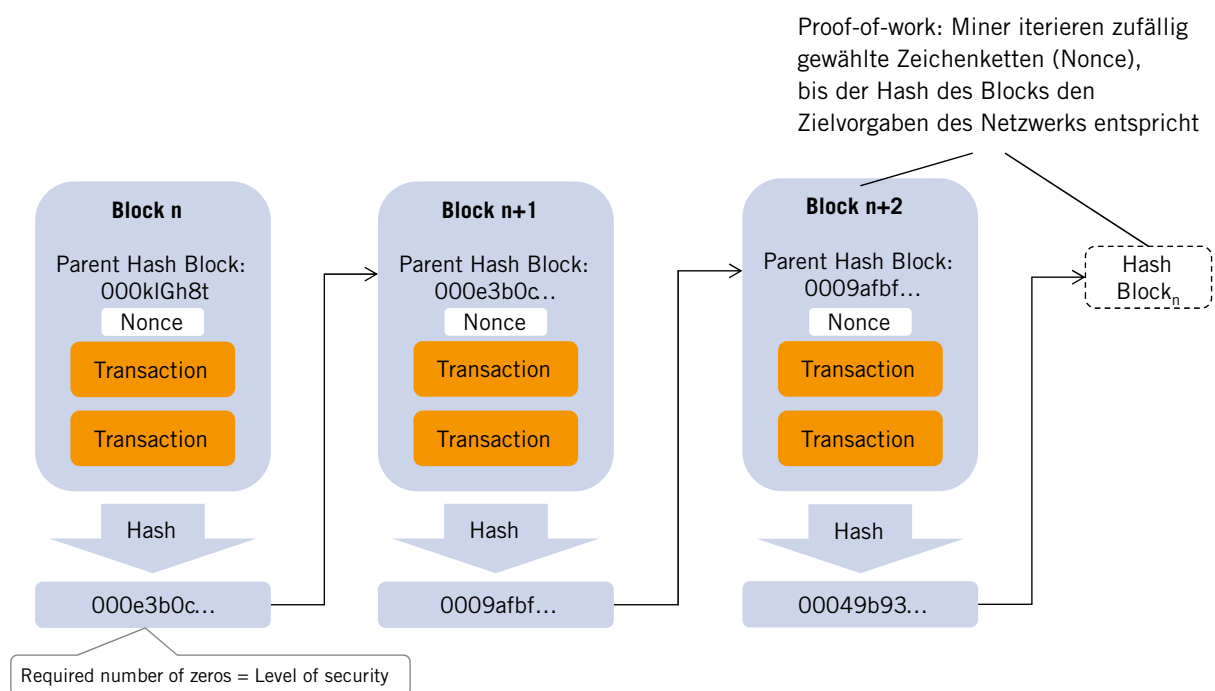 Proof-of-work: Miner iterieren zufällig
gewählte Zeichenketten (Nonce),
bis der Hash des Blocks den
Zielvorgaben des Netzwerks entspricht
Block n
Parent Hash Block:
000klGh8t
Nonce
Transaction
Transaction
Hash
000e3b0c…
Required number of zeros = Level of security
Block n+1
Parent Hash Block:
000e3b0c…
Nonce
Transaction
Transaction
Hash
0009afbf…
Block n+2
Parent Hash Block:
0009afbf…
Nonce
Transaction
Transaction
Hash
00049b93…
Hash
Blockn